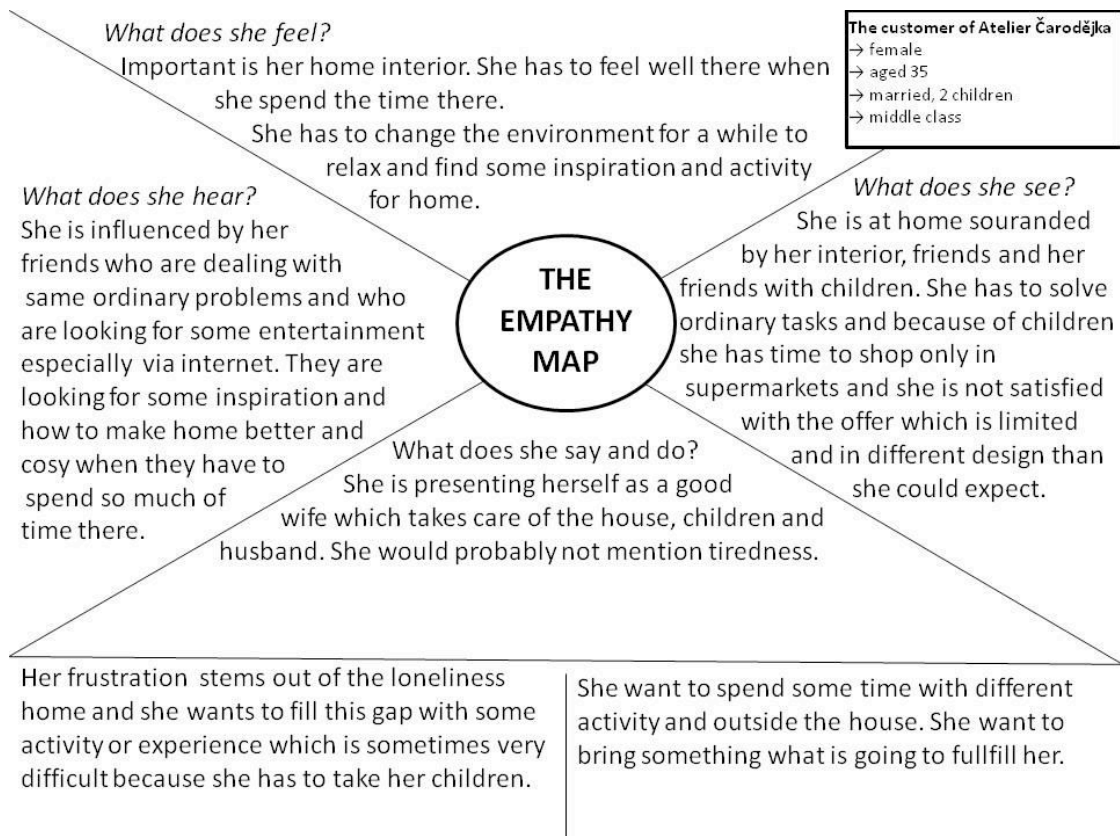 What does she feel?
Important is her home interior. She has to feel well there when
she spend the time there.
She has to change the environment for a while to
relax and find some inspiration and activity
for home.
The customer of Atelier Čarodějka
→ female
→ aged 35
→ married, 2 children
→ middle class
What does she hear?
She is influenced by her
friends who are dealing with
same ordinary problems and who
are looking for some entertainment
especially via internet. They are
looking for some inspiration and
how to make home better and
cosy when they have to
spend so much of
time there.
THE
EMPATHY
MAP
What does she see?
She is at home souranded
by her interior, friends and her
friends with children. She has to solve
ordinary tasks and because of children
she has time to shop only in
supermarkets and she is not satisfied
with the offer which is limited
and in different design than
she could expect.
What does she say and do?
She is presenting herself as a good
wife which takes care of the house, children and
husband. She would probably not mention tiredness.
Her frustration stems out of the loneliness
home and she wants to fill this gap with some
activity or experience which is sometimes very
difficult because she has to take her children.
She want to spend some time with different
activity and outside the house. She want to
bring something what is going to fullfill her.